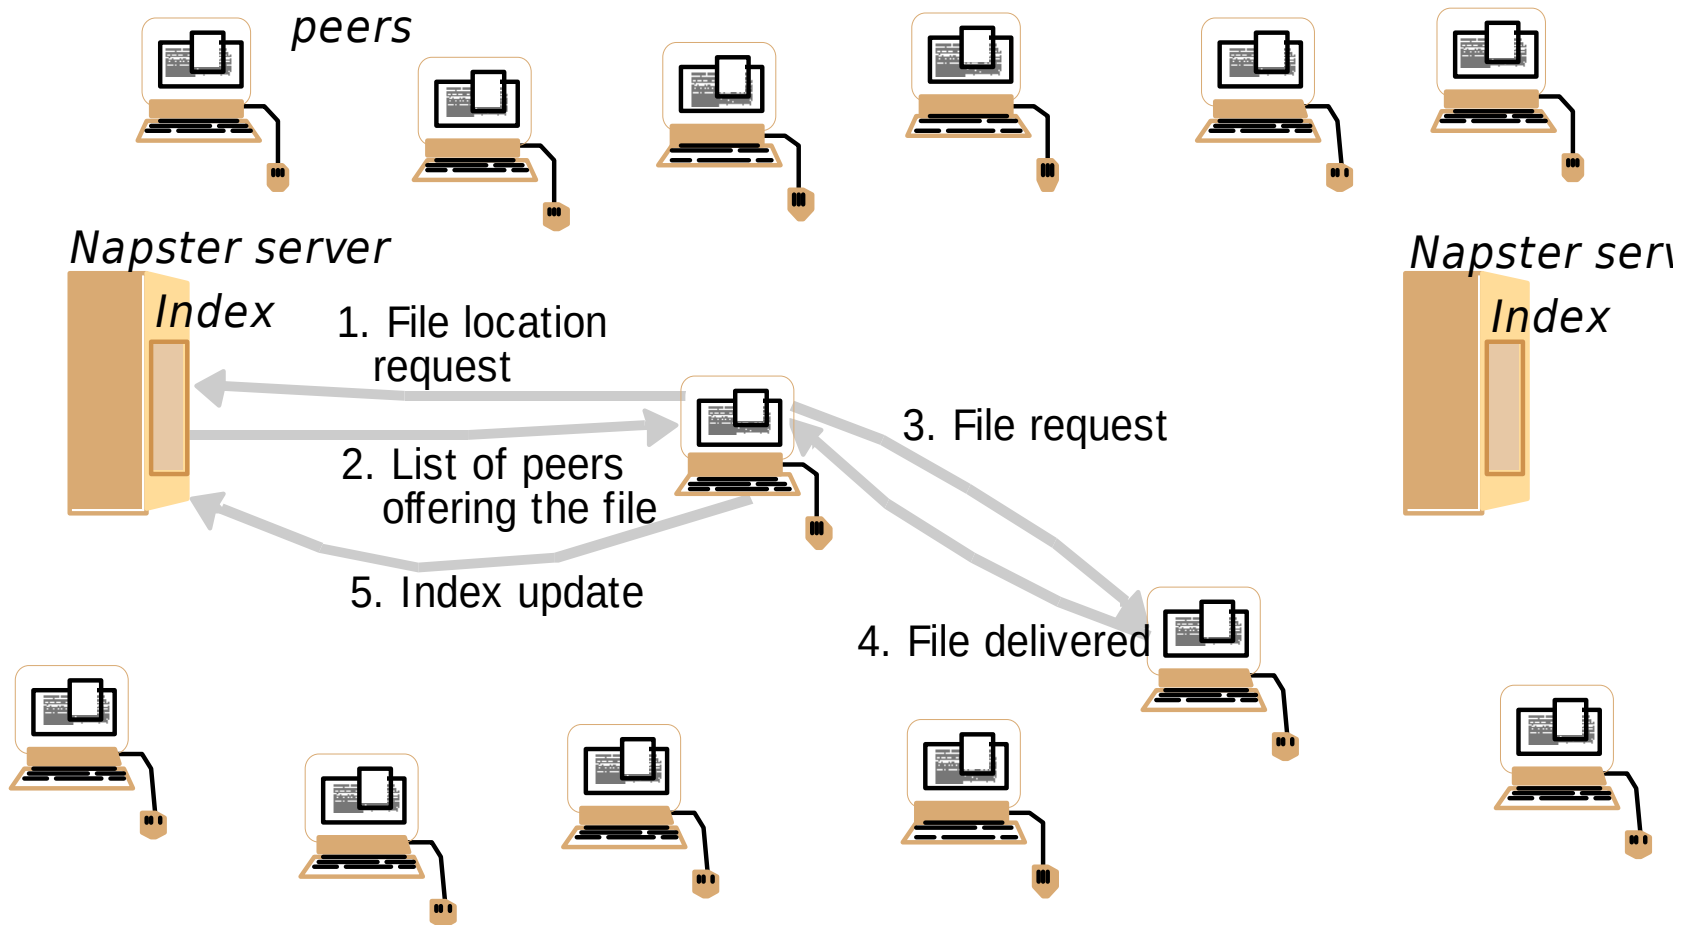 peers
Napster server
Index
Napster serv
Index
1. File location
request
2. List of peers
offering the file
3. File request
5. Index update
4. File delivered